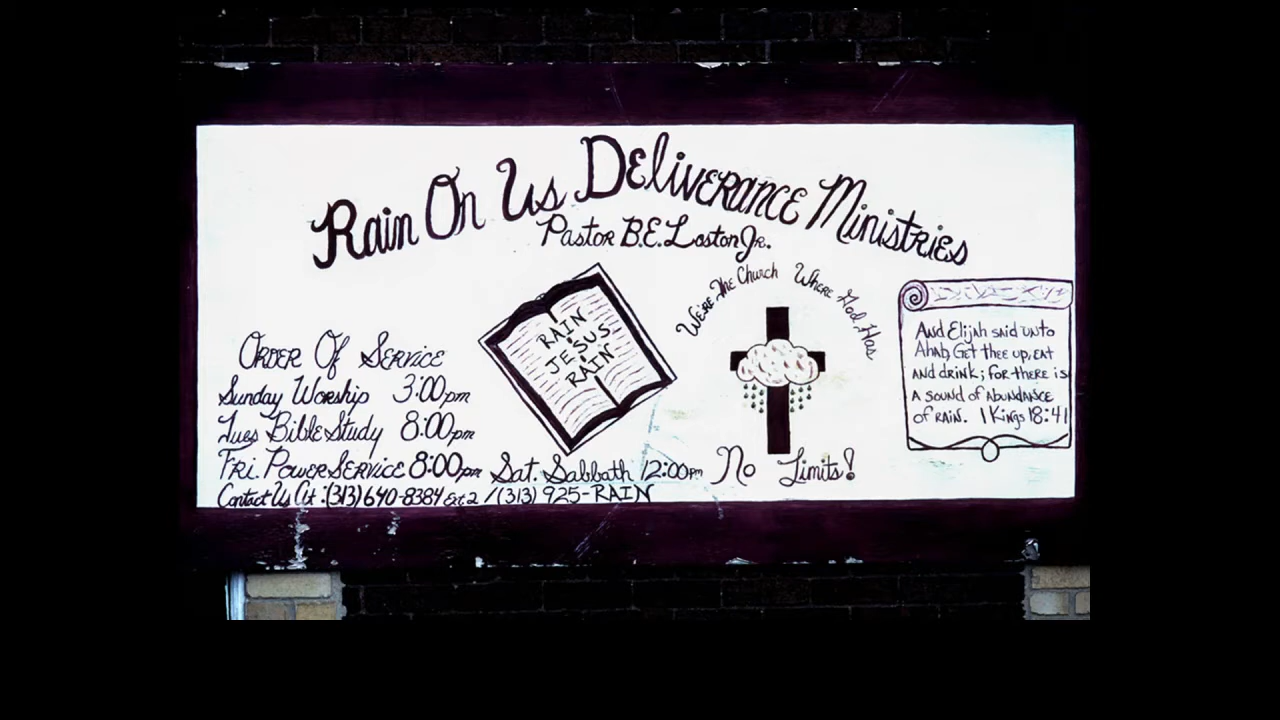 Rain On Us Deliverance Ministries
Pastor B.E. Loston Jr.
Order Of Service
Sunday Worship 3:00pm
Tues Bible Study 8:00pm
Fri. Power Service 8:00pm Sat. Sabbath 12:00pm
Contact Us At: (313) 640-8384 Ext 2 / (313) 925-RAIN
RAIN
JESUS
RAIN
We're The Church Where God Has
No Limits!
And Elijah said unto
Ahab, Get thee up, eat
and drink; for there is
a sound of abundance
of rain. 1 Kings 18:41